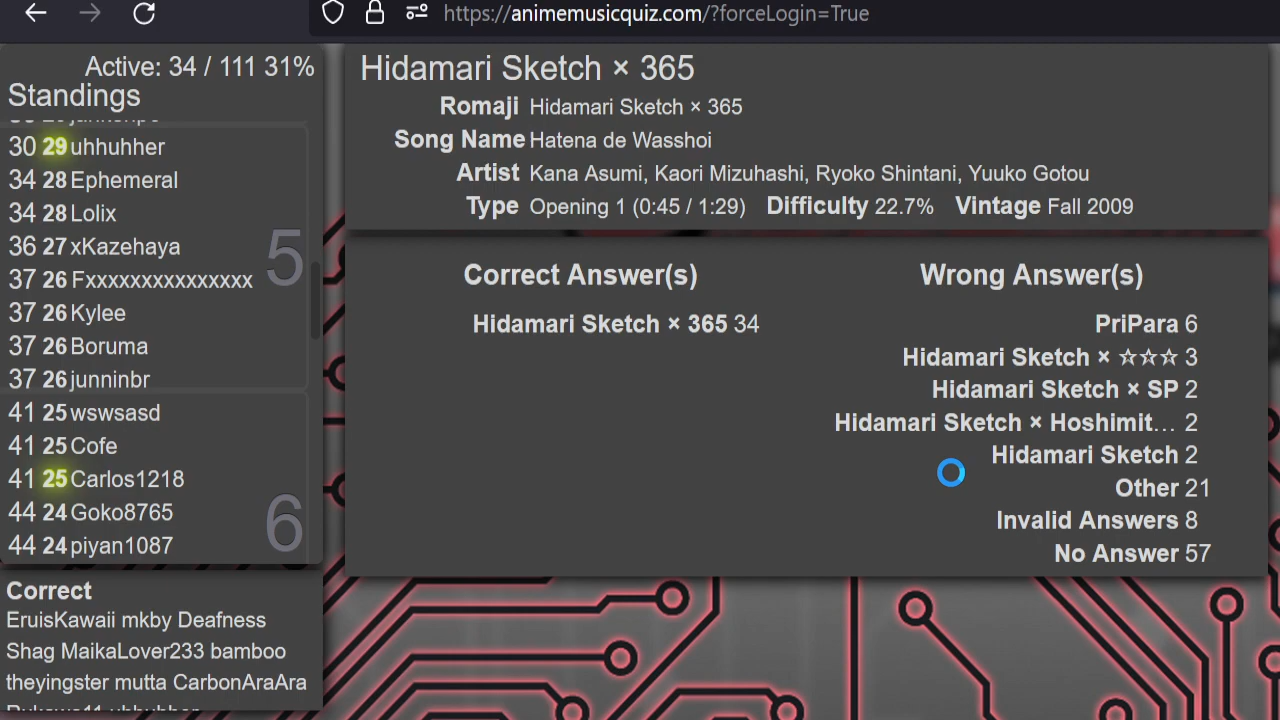 https://animemusicquiz.com/?forceLogin=True
Active: 34 / 111 31%
Standings
30 29 uhhuhher
34 28 Ephemeral
34 28 Lolix
36 27 xKazehaya
37 26 Fxxxxxxxxxxxxxxx
37 26 Kylee
37 26 Boruma
37 26 junninbr
5
41 25 wswsasd
41 25 Cofe
41 25 Carlos1218
44 24 Goko8765
44 24 piyan1087
6
Correct
EruisKawaii mkby Deafness
Shag MaikaLover233 bamboo
theyingster mutta CarbonAraAra
Hidamari Sketch × 365
Romaji Hidamari Sketch × 365
Song Name Hatena de Wasshoi
Artist Kana Asumi, Kaori Mizuhashi, Ryoko Shintani, Yuuko Gotou
Type Opening 1 (0:45 / 1:29) Difficulty 22.7% Vintage Fall 2009
Correct Answer(s)
Hidamari Sketch × 365 34
Wrong Answer(s)
PriPara 6
Hidamari Sketch × ☆☆☆ 3
Hidamari Sketch × SP 2
Hidamari Sketch × Hoshimit... 2
Hidamari Sketch 2
Other 21
Invalid Answers 8
No Answer 57